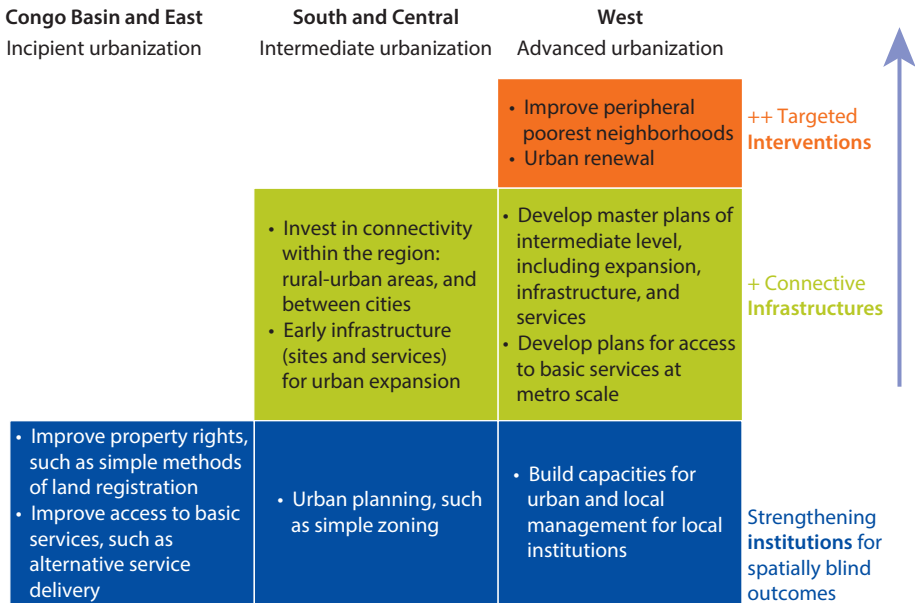 Congo Basin and East
Incipient urbanization
South and Central
Intermediate urbanization
West
Advanced urbanization
• Improve peripheral
poorest neighborhoods
• Urban renewal
++ Targeted
Interventions
• Invest in connectivity
within the region:
rural-urban areas, and
between cities
• Early infrastructure
(sites and services)
for urban expansion
• Develop master plans of
intermediate level,
including expansion,
infrastructure, and
services
• Develop plans for access
to basic services at
metro scale
+ Connective
Infrastructures
• Improve property rights,
such as simple methods
of land registration
• Improve access to basic
services, such as
alternative service
delivery
• Urban planning, such
as simple zoning
• Build capacities for
urban and local
management for local
institutions
Strengthening
institutions for
spatially blind
outcomes